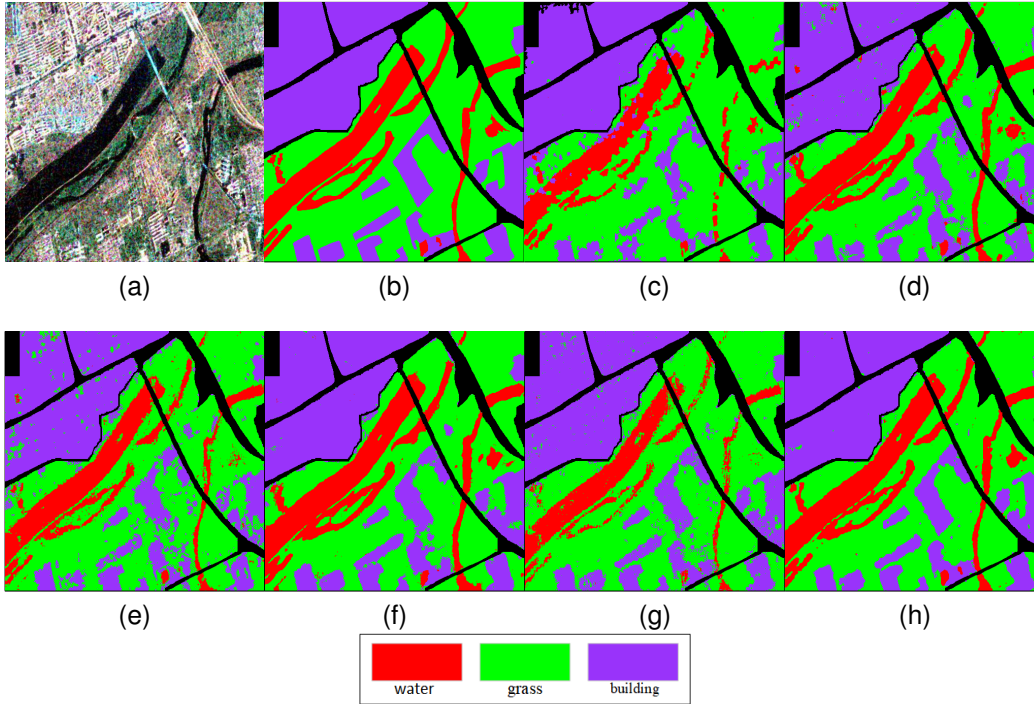 (a) (b) (c) (d)
(e) (f) (g) (h)
water grass building